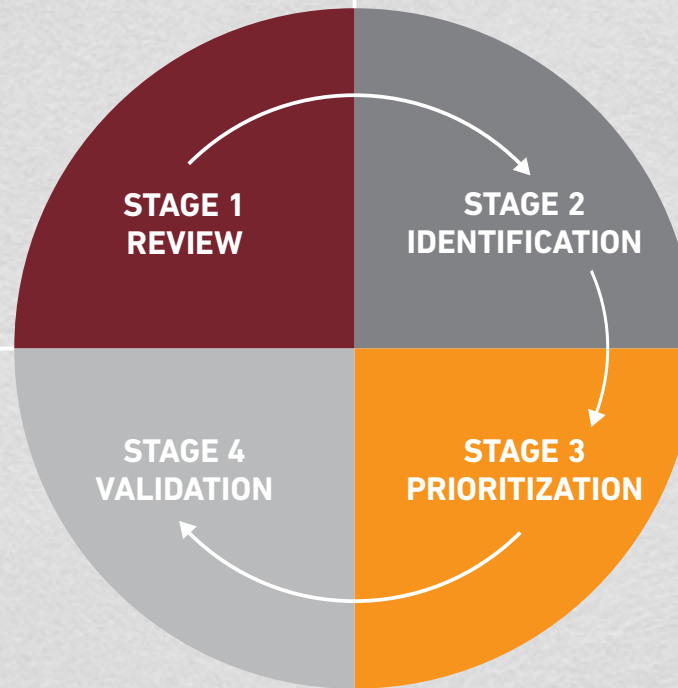 STAGE 1
REVIEW
STAGE 2
IDENTIFICATION
STAGE 3
PRIORITIZATION
STAGE 4
VALIDATION